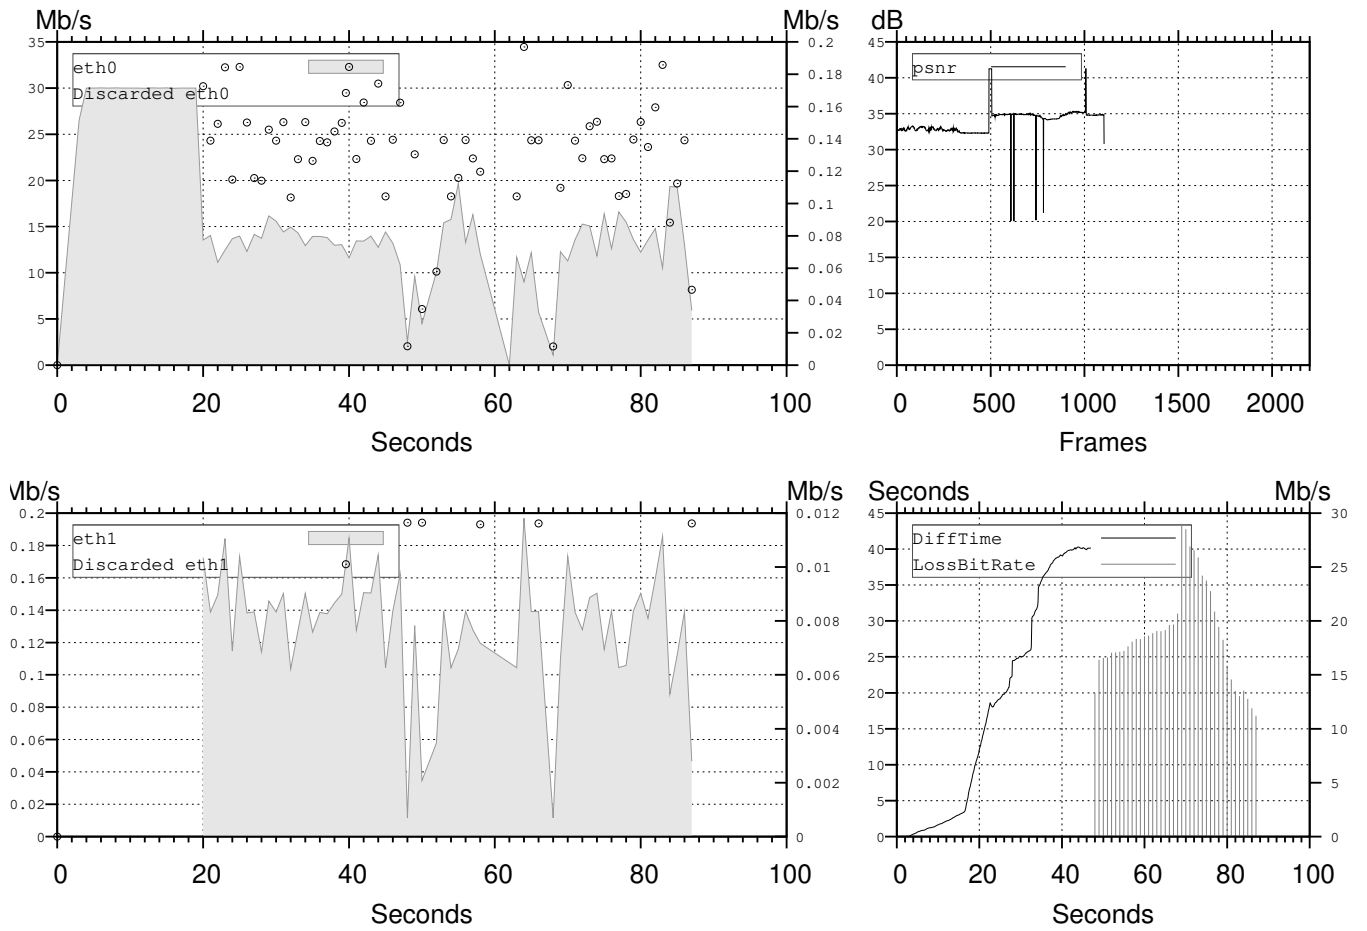 Mb/s Mb/s
35 0.2
eth0
Discarded eth0
30 0.18
25 0.16
20 0.14
0.12
15 0.1
0.08
10 0.06
5 0.04
0.02
0 0
0 20 40 60 80 100
Seconds
dB
45
psnr
40
35
30
25
20
15
10
5
0
0 500 1000 1500 2000
Frames
Mb/s Mb/s
0.2 0.012
eth1
Discarded eth1
0.18
0.16 0.01
0.14
0.12 0.008
0.1 0.006
0.08
0.06 0.004
0.04 0.002
0.02
0 0
0 20 40 60 80 100
Seconds
Seconds Mb/s
45 30
DiffTime
LossBitRate
40 25
35
30 20
25 15
20
15 10
10 5
5
0 0
0 20 40 60 80 100
Seconds